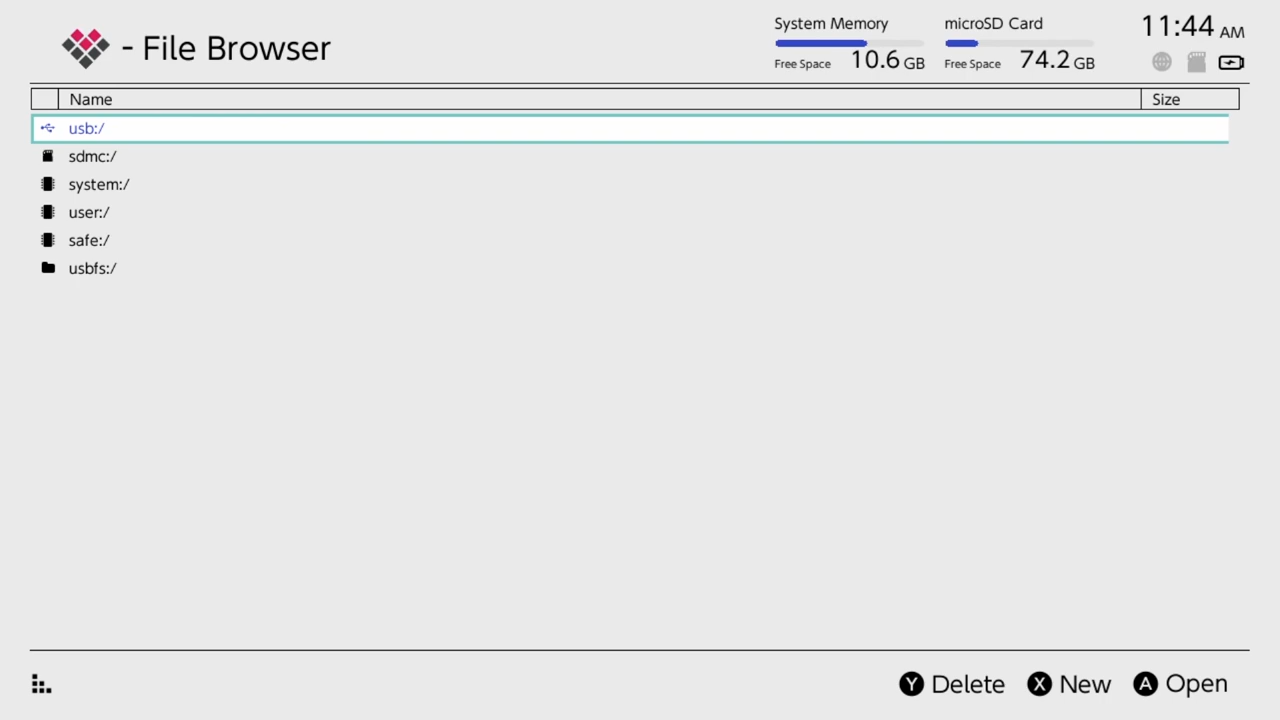 - File Browser
System Memory
Free Space 10.6 GB
microSD Card
Free Space 74.2 GB
11:44 AM
Name Size
usb:/
sdmc:/
system:/
user:/
safe:/
usbfs:/
Y Delete X New A Open